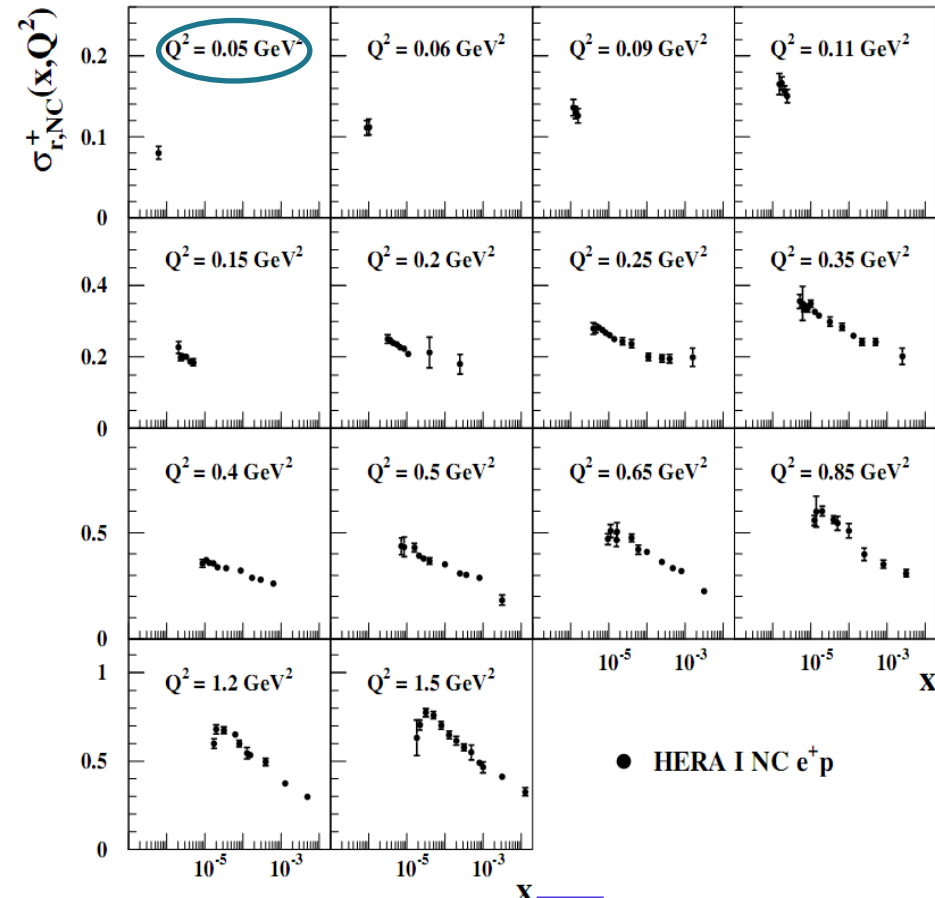 σ⁺r,NC(x,Q²)
Q² = 0.05 GeV² Q² = 0.06 GeV² Q² = 0.09 GeV² Q² = 0.11 GeV²
0.2
0.1
0
Q² = 0.15 GeV² Q² = 0.2 GeV² Q² = 0.25 GeV² Q² = 0.35 GeV²
0.4
0.2
0
Q² = 0.4 GeV² Q² = 0.5 GeV² Q² = 0.65 GeV² Q² = 0.85 GeV²
0.5
0
10⁻⁵ 10⁻³ 10⁻⁵ 10⁻³
x
1
Q² = 1.2 GeV² Q² = 1.5 GeV²
0.5
HERA I NC e⁺p
0
10⁻⁵ 10⁻³ 10⁻⁵ 10⁻³
x